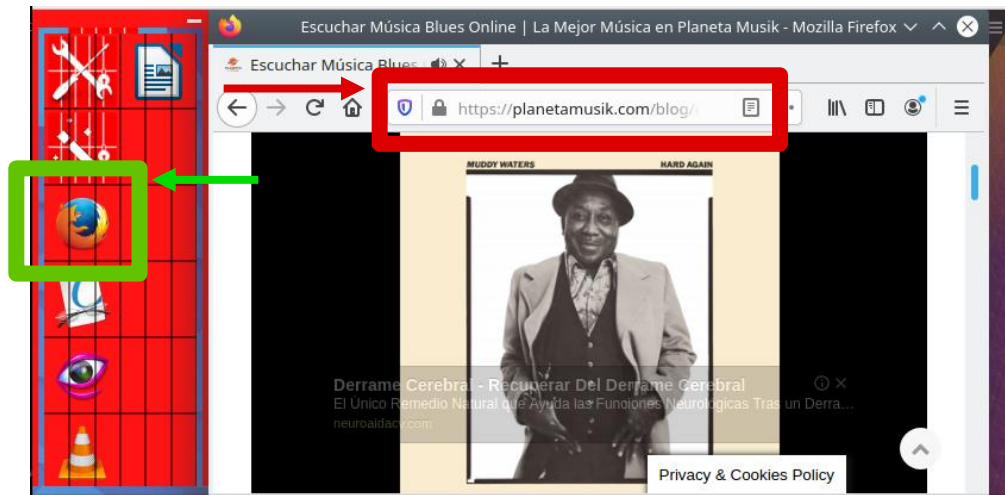 Escuchar Música Blues Online | La Mejor Música en Planeta Musik - Mozilla Firefox
Escuchar Música Blues
https://planetamusik.com/blog/
MUDDY WATERS HARD AGAIN
Derrame Cerebral - Recuperar Del Derrame Cerebral
El Único Remedio Natural que Ayuda las Funciones Neurológicas Tras un Derra...
neuroaidacv.com
Privacy & Cookies Policy